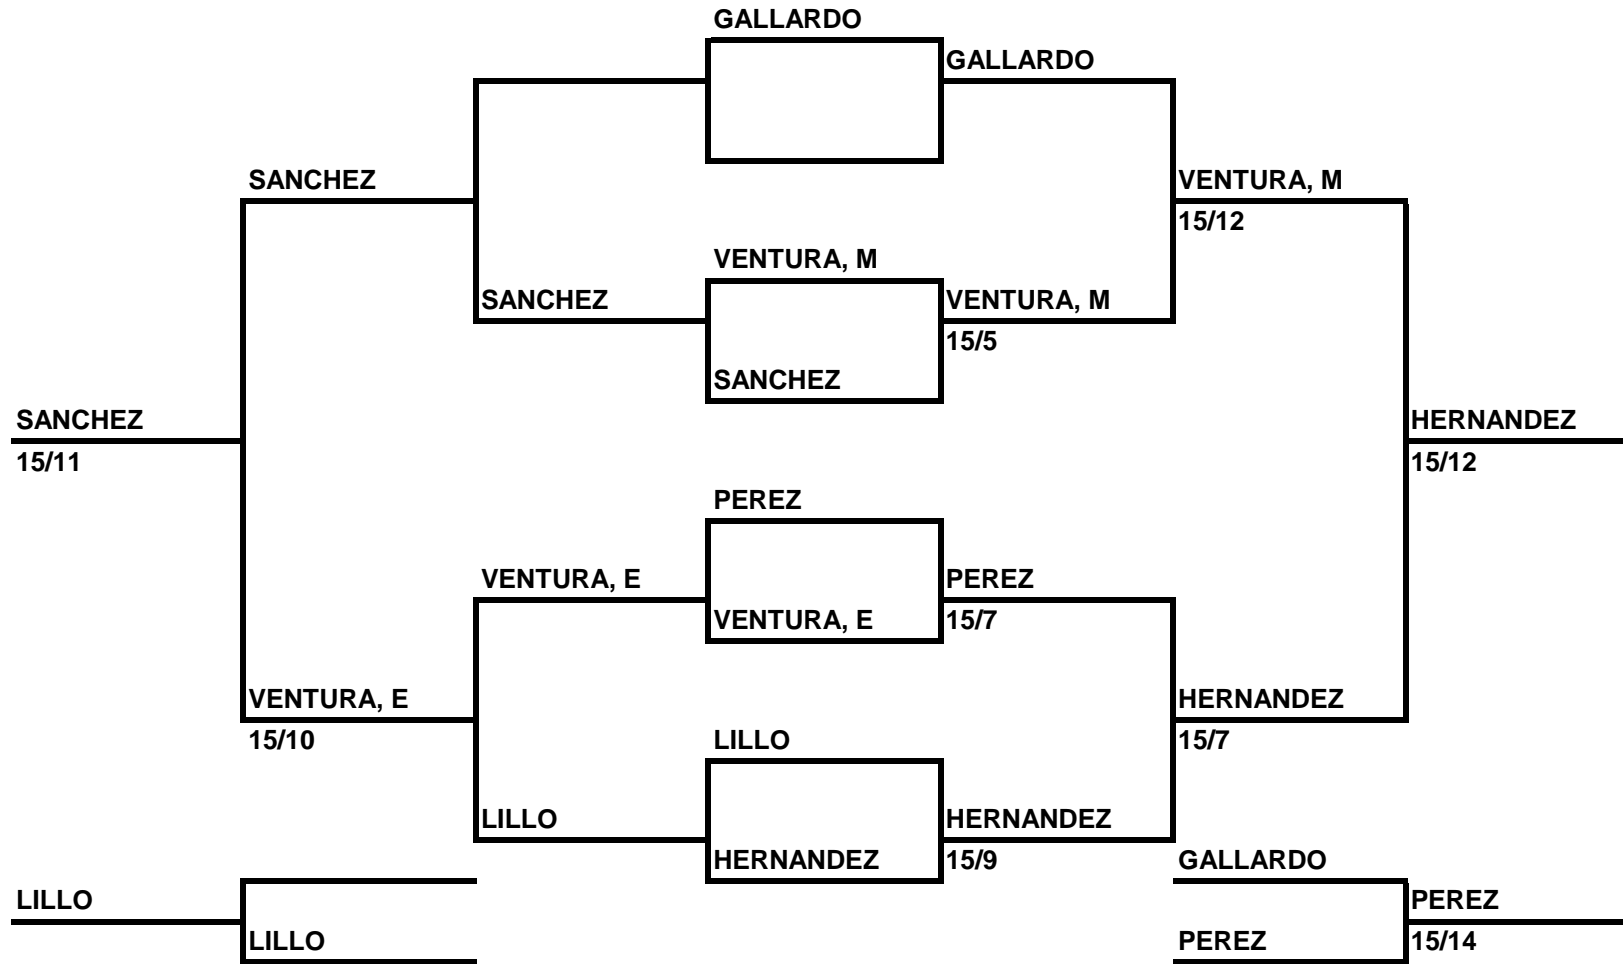 GALLARDO
GALLARDO
SANCHEZ
VENTURA, M
15/12
VENTURA, M
SANCHEZ
VENTURA, M
15/5
SANCHEZ
SANCHEZ
15/11
HERNANDEZ
15/12
PEREZ
VENTURA, E
PEREZ
VENTURA, E
15/7
VENTURA, E
15/10
HERNANDEZ
15/7
LILLO
LILLO
HERNANDEZ
HERNANDEZ
15/9
GALLARDO
LILLO
PEREZ
LILLO
PEREZ
15/14